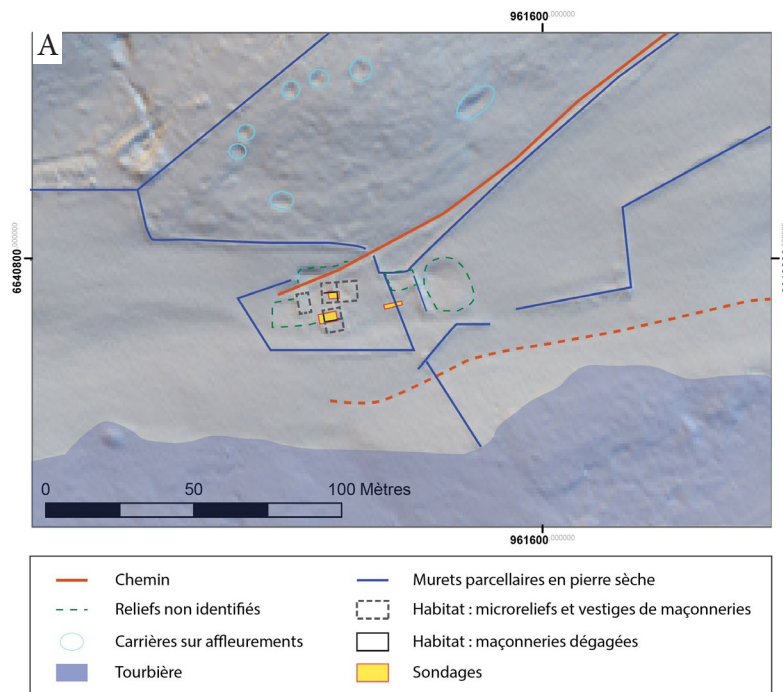 961600.000000
A
6640800.000000
0 50 100 Mètres
961600.000000
Chemin
Murets parcellaires en pierre sèche
Reliefs non identifiés
Habitat : microreliefs et vestiges de maçonneries
Carrières sur affleurements
Habitat : maçonneries dégagées
Tourbière
Sondages